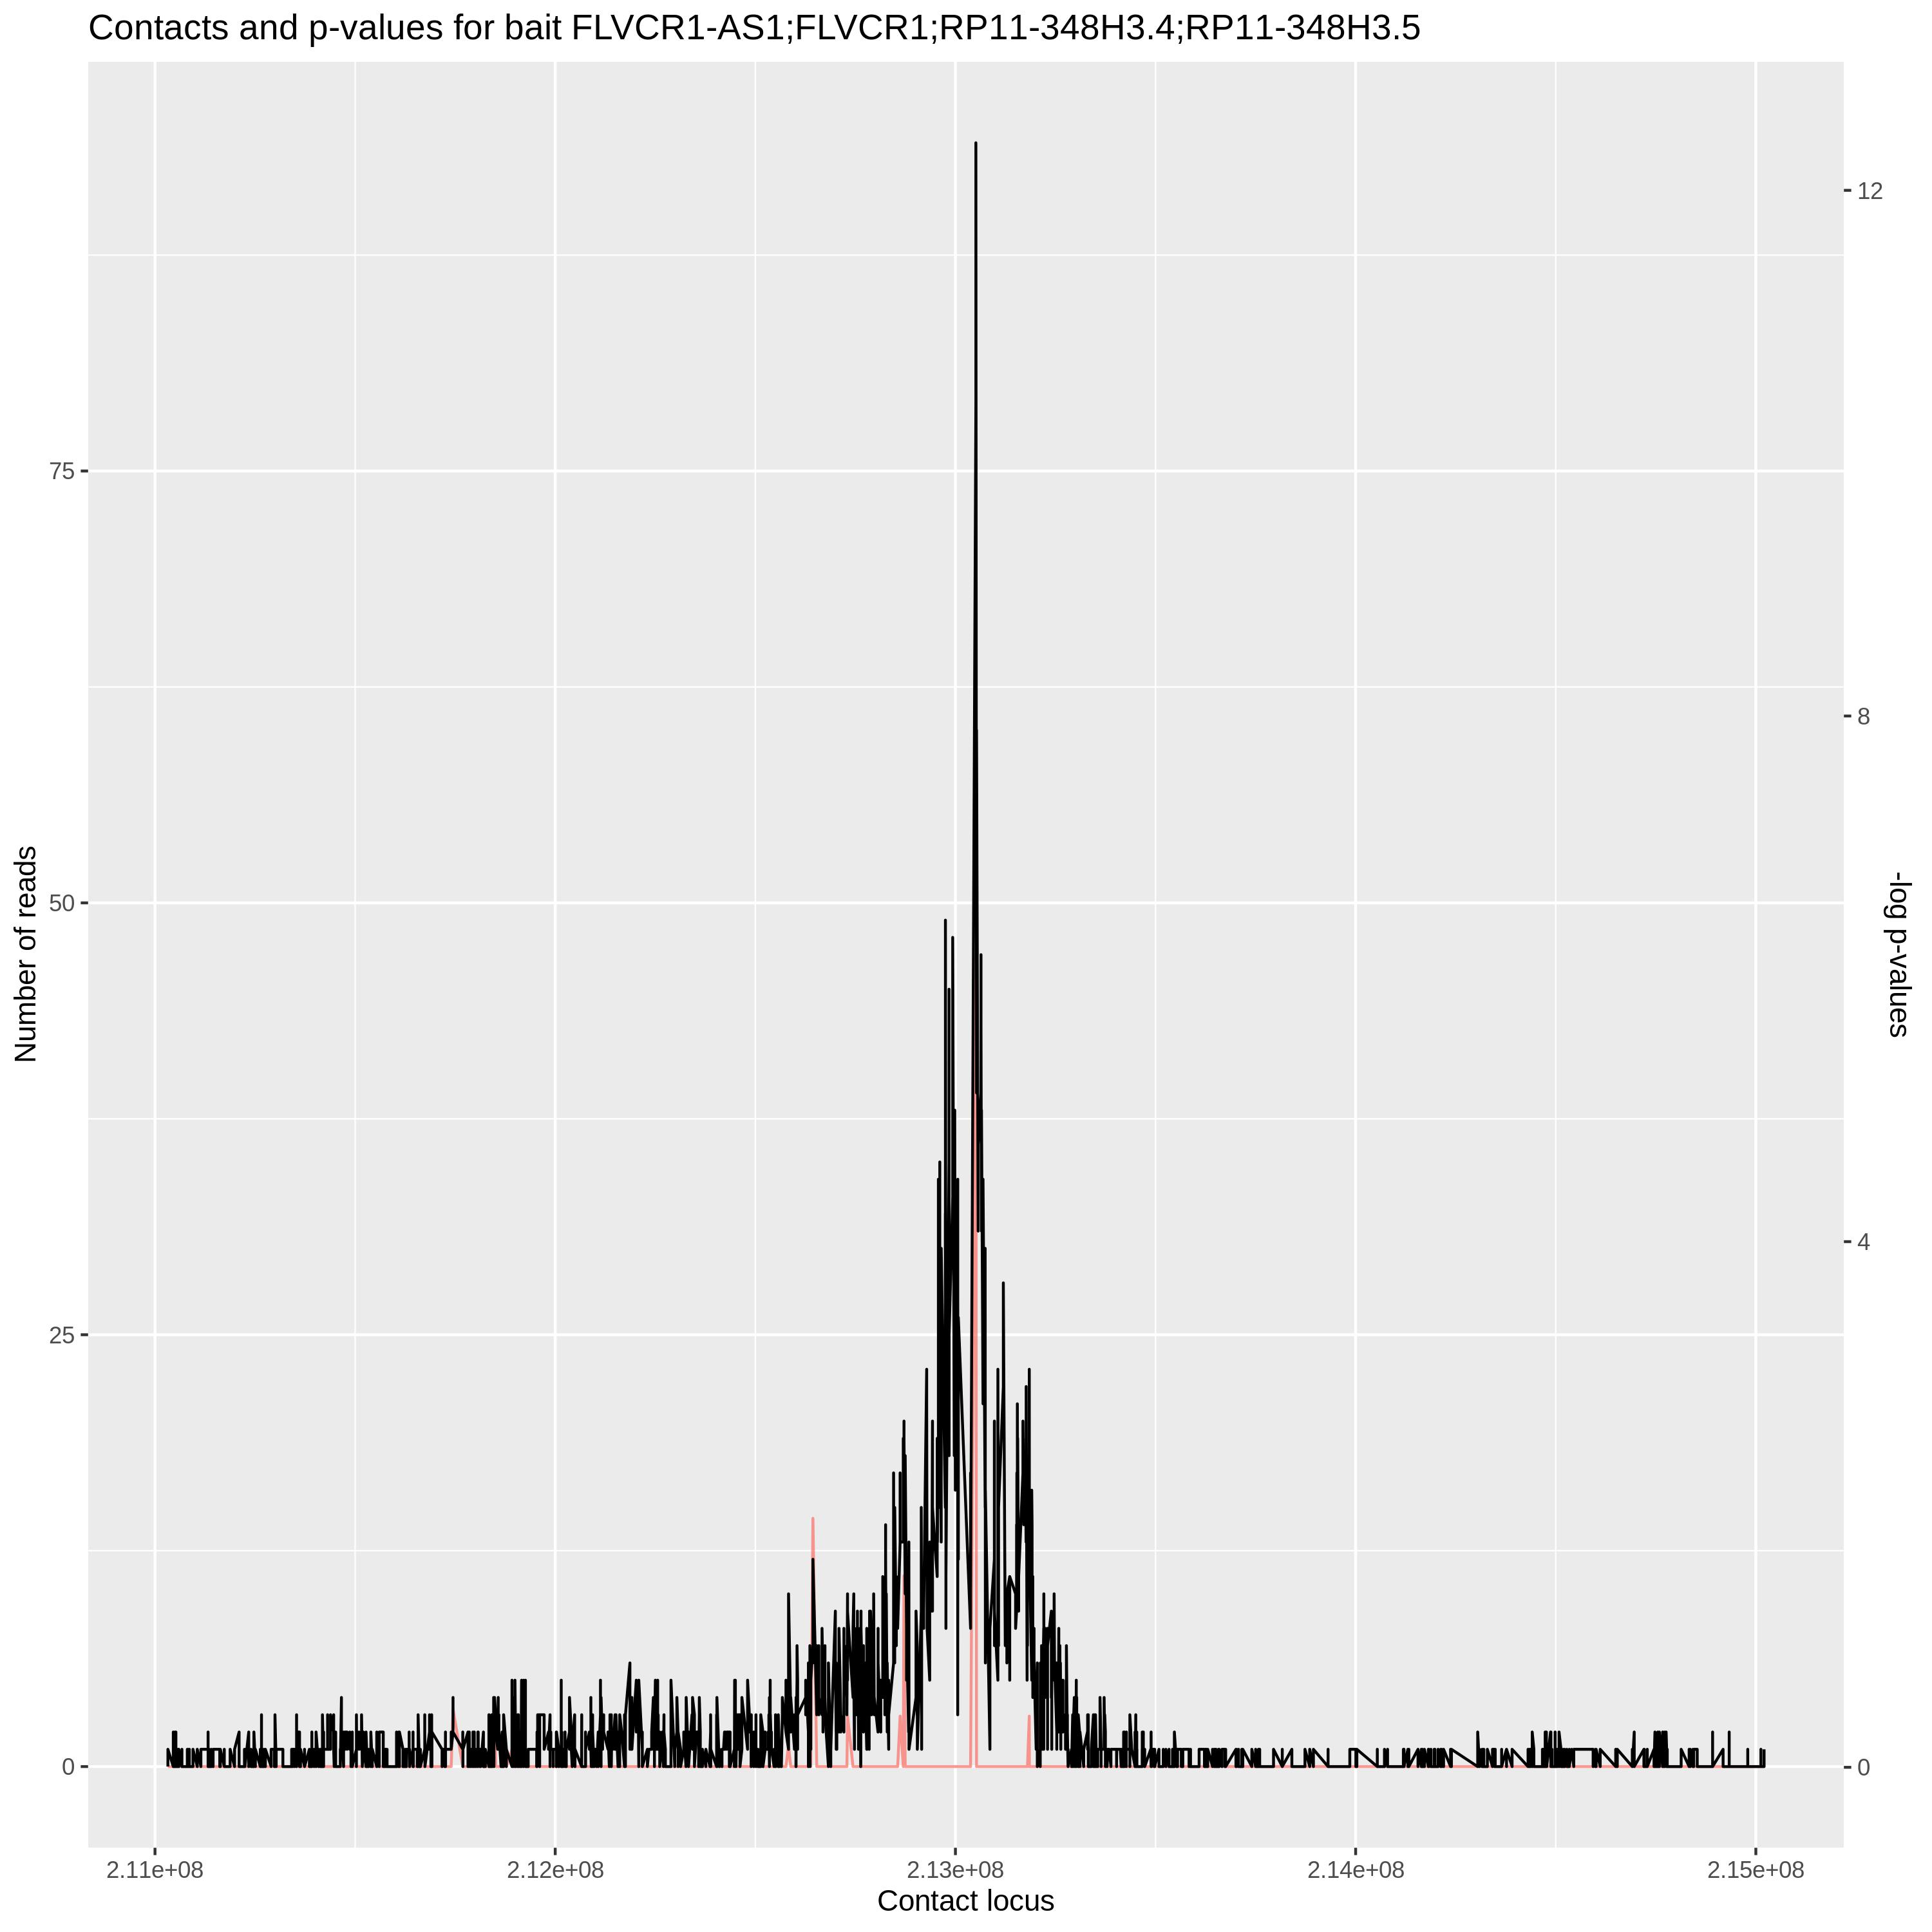 Contacts and p-values for bait FLVCR1-AS1;FLVCR1;RP11-348H3.4;RP11-348H3.5
12
75
8
50
Number of reads
-log p-values
4
25
0
0
2.11e+08
2.12e+08
2.13e+08
2.14e+08
2.15e+08
Contact locus